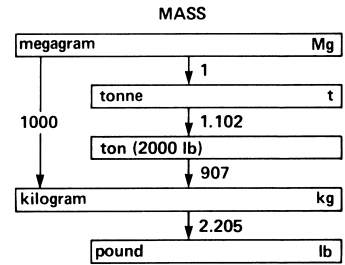 MASS
megagram Mg
1
tonne t
1000
1.102
ton (2000 lb)
907
kilogram kg
2.205
pound lb